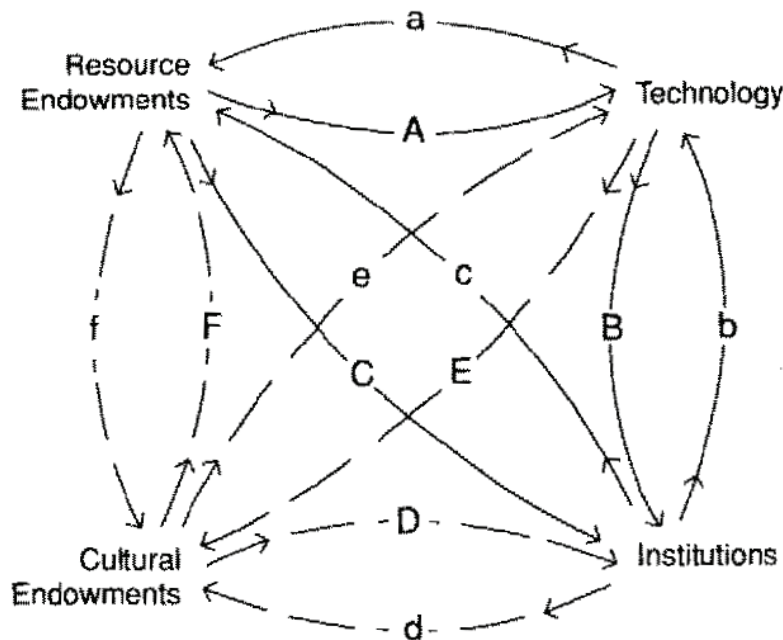 a
Resource
Endowments
Technology
A
e
c
f
F
B
b
C
E
D
Cultural
Endowments
Institutions
d